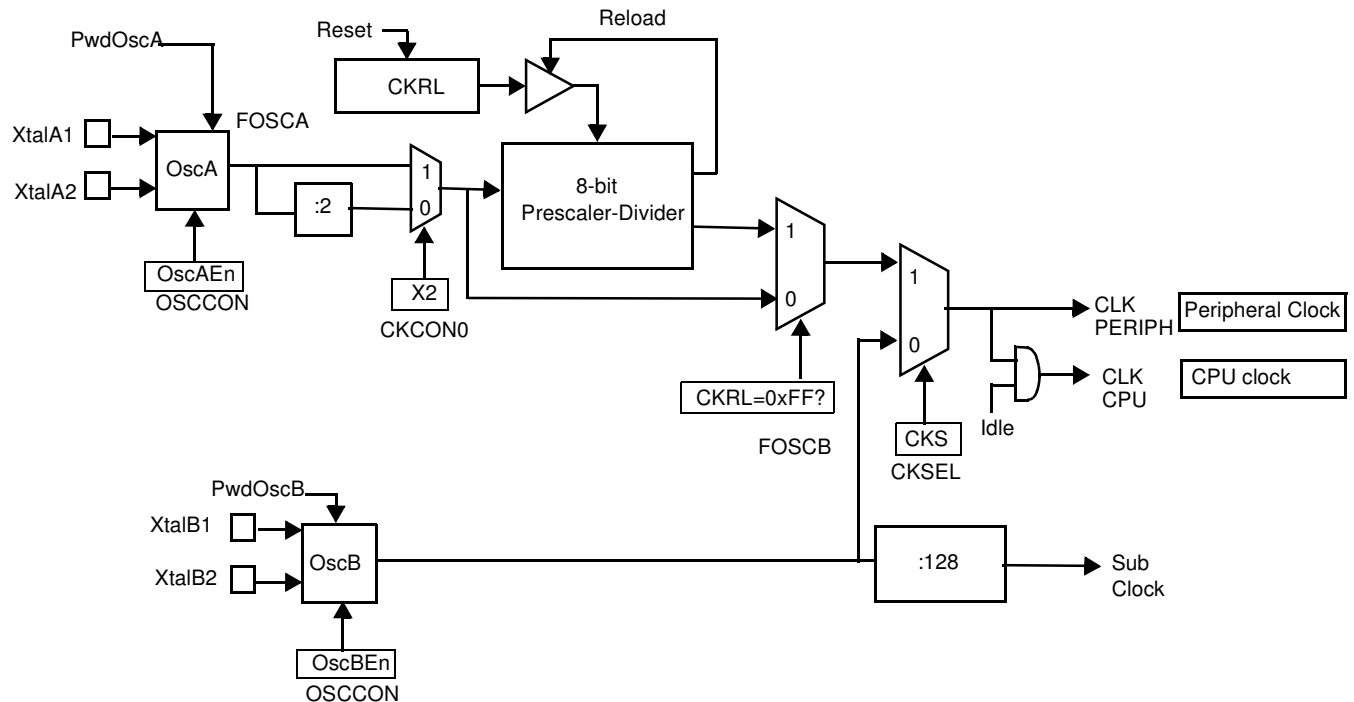 Reload
Reset
PwdOscA
CKRL
FOSCA
XtalA1
OscA
XtalA2
1
0
:2
8-bit
Prescaler-Divider
1
0
OscAEn
OSCCON
X2
CKCON0
1
0
CLK
PERIPH
Peripheral Clock
CLK
CPU
CPU clock
CKRL=0xFF?
Idle
FOSCB
CKS
CKSEL
PwdOscB
XtalB1
OscB
XtalB2
:128
Sub
Clock
OscBEn
OSCCON